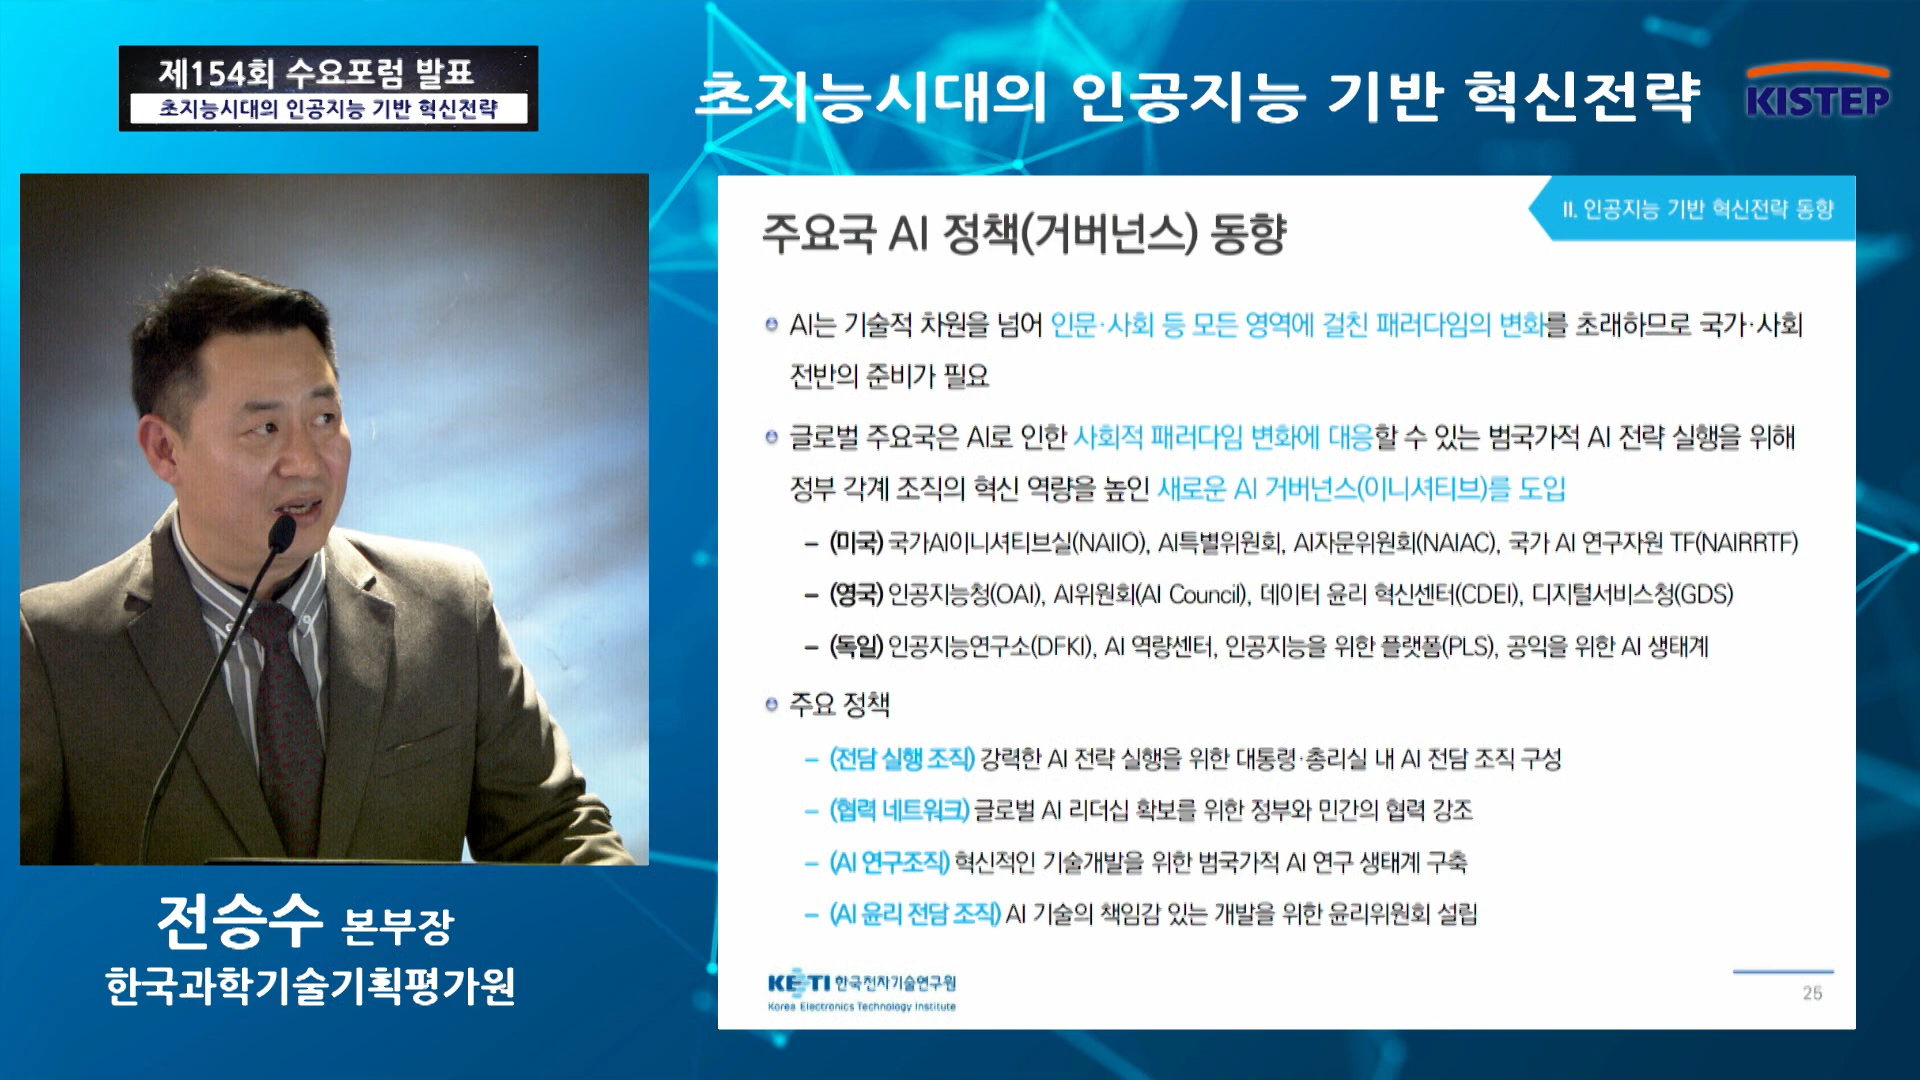 제154회 수요포럼 발표
초지능시대의 인공지능 기반 혁신전략
초지능시대의 인공지능 기반 혁신전략
KISTEP
II. 인공지능 기반 혁신전략 동향
주요국 AI 정책(거버넌스) 동향
AI는 기술적 차원을 넘어 인문·사회 등 모든 영역에 걸친 패러다임의 변화를 초래하므로 국가·사회
전반의 준비가 필요
글로벌 주요국은 AI로 인한 사회적 패러다임 변화에 대응할 수 있는 범국가적 AI 전략 실행을 위해
정부 각계 조직의 혁신 역량을 높인 새로운 AI 거버넌스(이니셔티브)를 도입
– (미국) 국가AI이니셔티브실(NAIIO), AI특별위원회, AI자문위원회(NAIAC), 국가 AI 연구자원 TF(NAIRRTF)
– (영국) 인공지능청(OAI), AI위원회(AI Council), 데이터 윤리 혁신센터(CDEI), 디지털서비스청(GDS)
– (독일) 인공지능연구소(DFKI), AI 역량센터, 인공지능을 위한 플랫폼(PLS), 공익을 위한 AI 생태계
주요 정책
– (전담 실행 조직) 강력한 AI 전략 실행을 위한 대통령·총리실 내 AI 전담 조직 구성
– (협력 네트워크) 글로벌 AI 리더십 확보를 위한 정부와 민간의 협력 강조
– (AI 연구조직) 혁신적인 기술개발을 위한 범국가적 AI 연구 생태계 구축
– (AI 윤리 전담 조직) AI 기술의 책임감 있는 개발을 위한 윤리위원회 설립
KETI 한국전자기술연구원
Korea Electronics Technology Institute
25
전승수 본부장
한국과학기술기획평가원